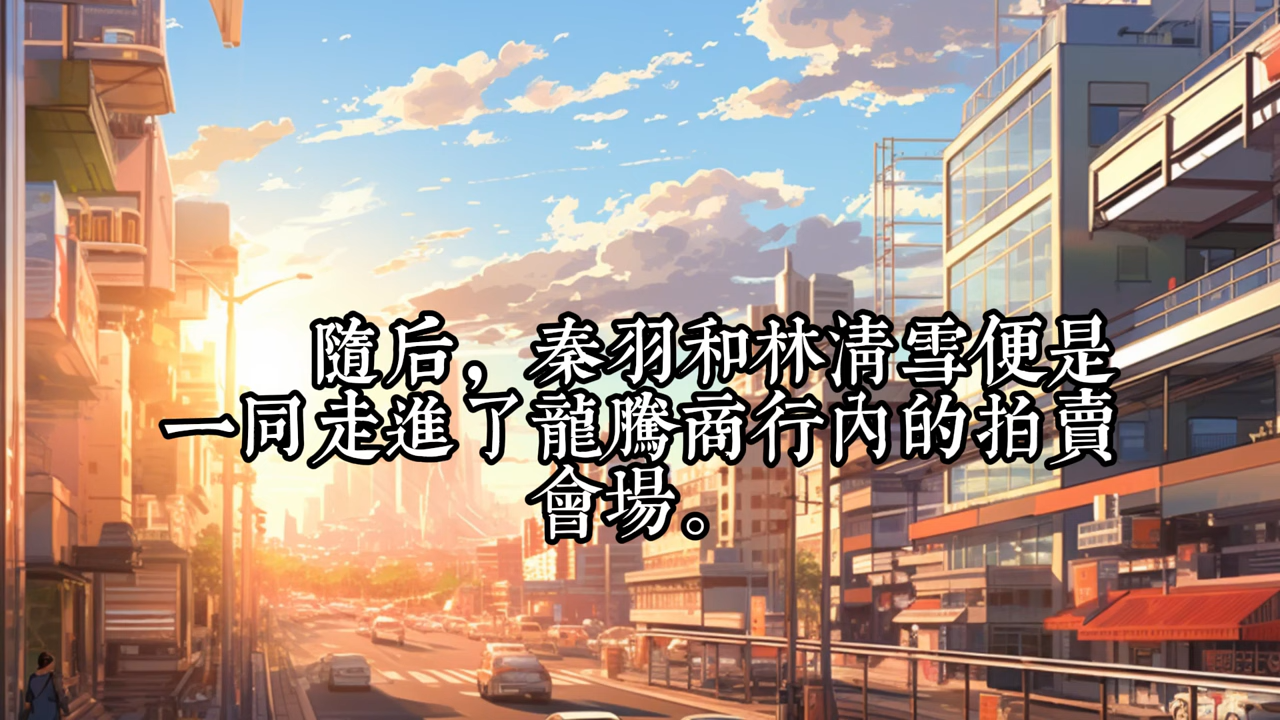 隨后，秦羽和林清雪便是
一同走進了龍騰商行內的拍賣
會場。